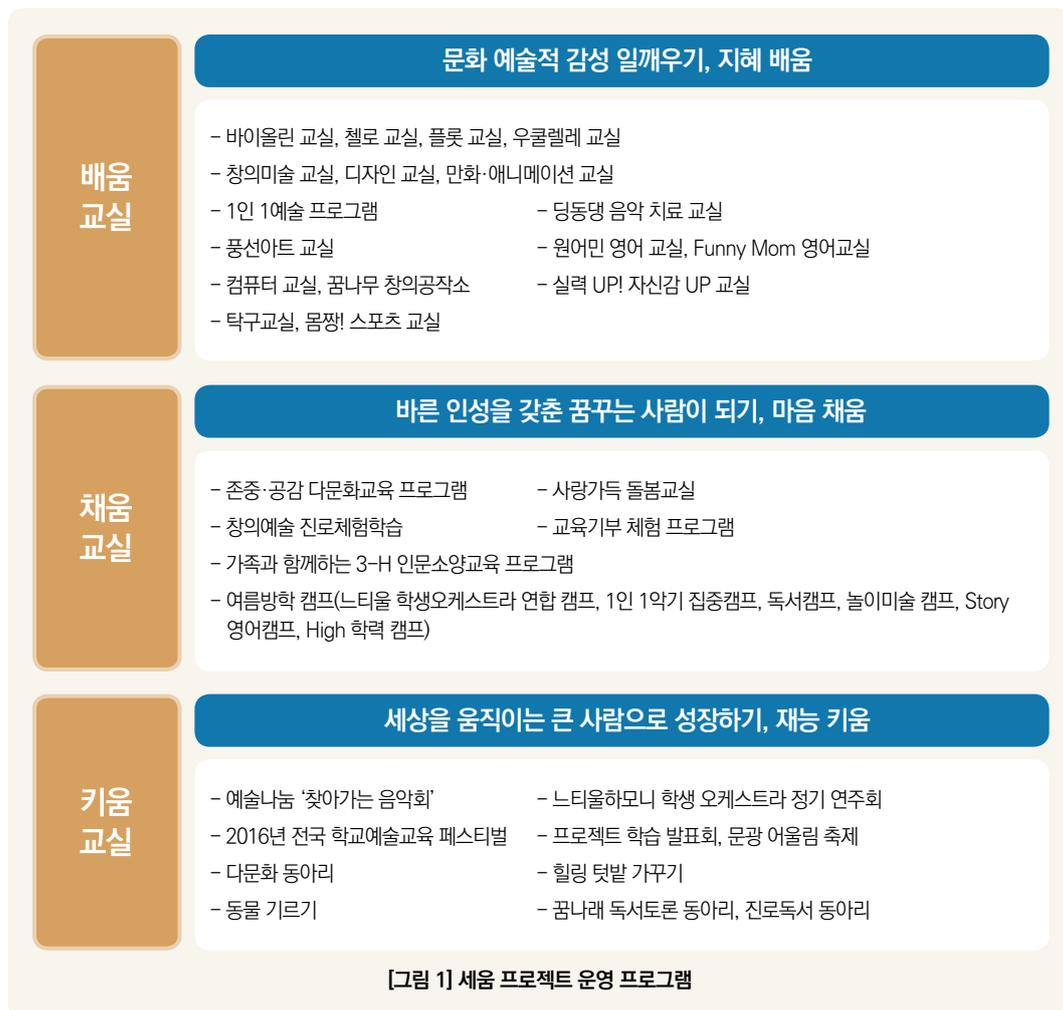 배움
교실
문화 예술적 감성 일깨우기, 지혜 배움
- 바이올린 교실, 첼로 교실, 플룻 교실, 우쿨렐레 교실
- 창의미술 교실, 디자인 교실, 만화·애니메이션 교실
- 1인 1예술 프로그램 - 딩동댕 음악 치료 교실
- 풍선아트 교실 - 원어민 영어 교실, Funny Mom 영어교실
- 컴퓨터 교실, 꿈나무 창의공작소 - 실력 UP! 자신감 UP 교실
- 탁구교실, 몸짱! 스포츠 교실
채움
교실
바른 인성을 갖춘 꿈꾸는 사람이 되기, 마음 채움
- 존중·공감 다문화교육 프로그램 - 사랑가득 돌봄교실
- 창의예술 진로체험학습 - 교육기부 체험 프로그램
- 가족과 함께하는 3-H 인문소양교육 프로그램
- 여름방학 캠프(느티울 학생오케스트라 연합 캠프, 1인 1악기 집중캠프, 독서캠프, 놀이미술 캠프, Story
영어캠프, High 학력 캠프)
키움
교실
세상을 움직이는 큰 사람으로 성장하기, 재능 키움
- 예술나눔 ‘찾아가는 음악회’ - 느티울하모니 학생 오케스트라 정기 연주회
- 2016년 전국 학교예술교육 페스티벌 - 프로젝트 학습 발표회, 문광 어울림 축제
- 다문화 동아리 - 힐링 텃밭 가꾸기
- 동물 기르기 - 꿈나래 독서토론 동아리, 진로독서 동아리
[그림 1] 세움 프로젝트 운영 프로그램